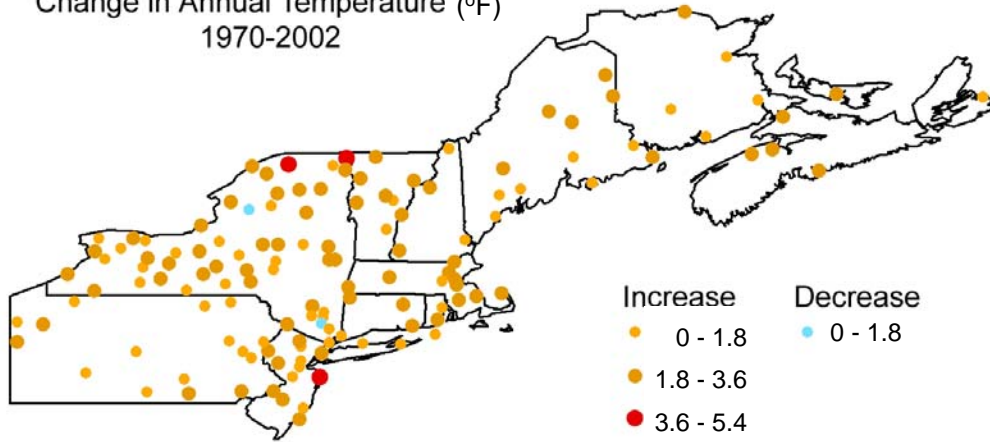 Change in Annual Temperature (ºF)
1970-2002
Increase
0 - 1.8
1.8 - 3.6
3.6 - 5.4
Decrease
0 - 1.8